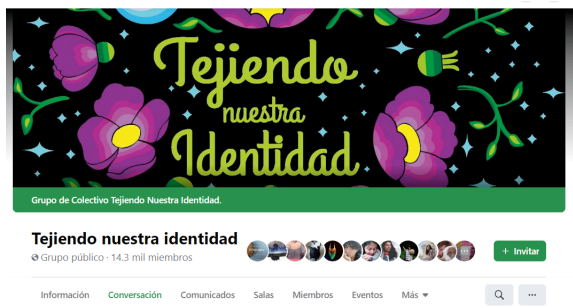 Tejiendo
nuestra
Identidad
Grupo de Colectivo Tejiendo Nuestra Identidad.
Tejiendo nuestra identidad
Grupo público · 14.3 mil miembros
+ Invitar
Información Conversación Comunicados Salas Miembros Eventos Más